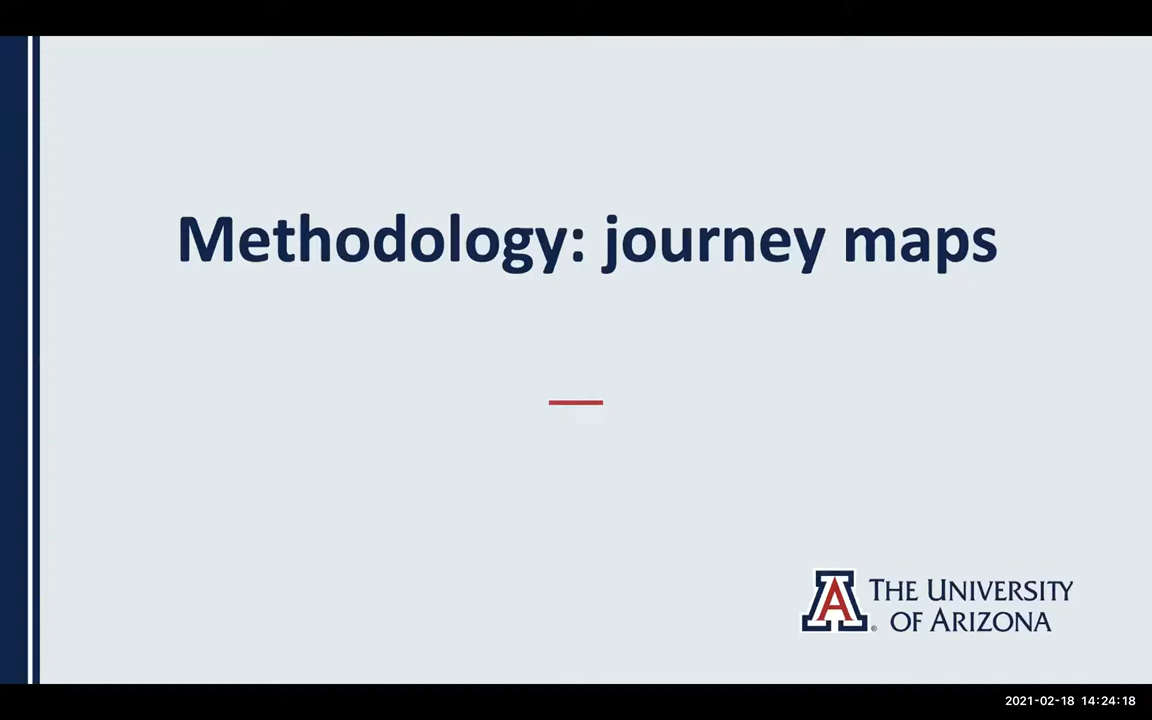 Methodology: journey maps
A
THE UNIVERSITY
OF ARIZONA
®
2021-02-18 14:24:18